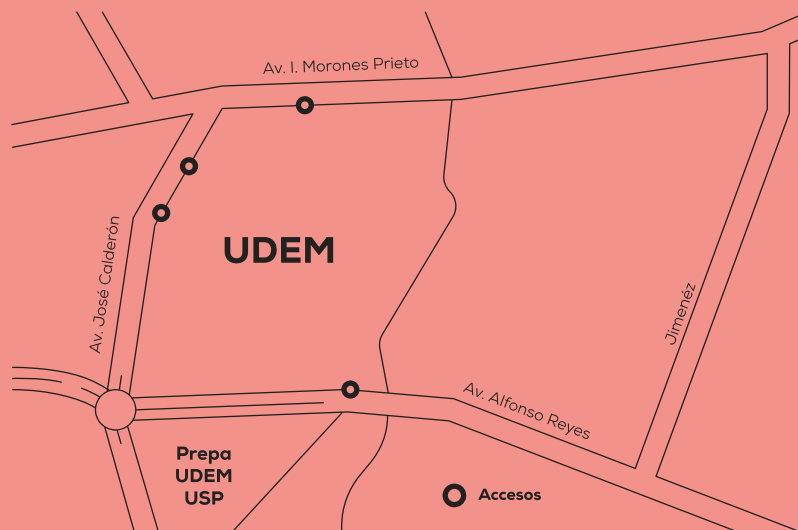 Av. I. Morones Prieto
Av. José Calderón
UDEM
Jimenéz
Av. Alfonso Reyes
Prepa
UDEM
USP
Accesos